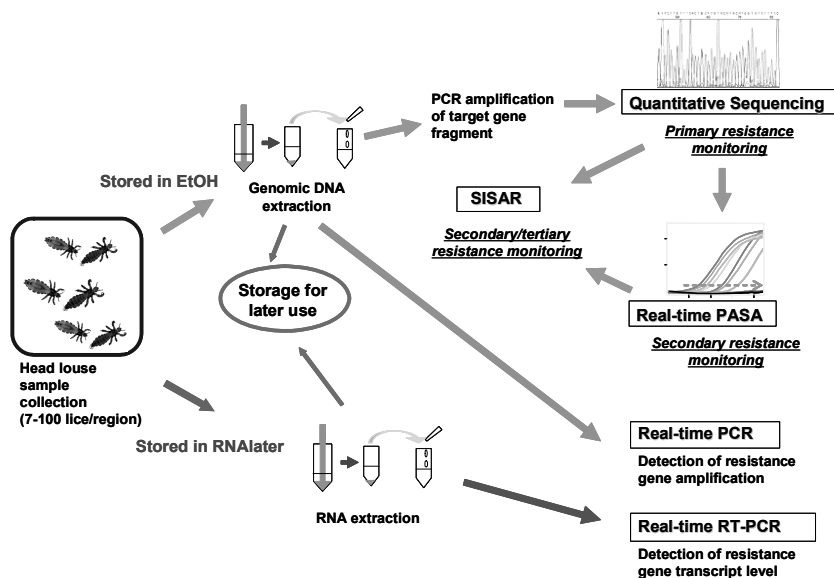 PCR amplification
of target gene
fragment
Quantitative Sequencing
Primary resistance
monitoring
Stored in EtOH
Genomic DNA
extraction
SISAR
Secondary/tertiary
resistance monitoring
Storage for
later use
Real-time PASA
Secondary resistance
monitoring
Head louse
sample
collection
(7-100 lice/region)
Stored in RNAlater
RNA extraction
Real-time PCR
Detection of resistance
gene amplification
Real-time RT-PCR
Detection of resistance
gene transcript level